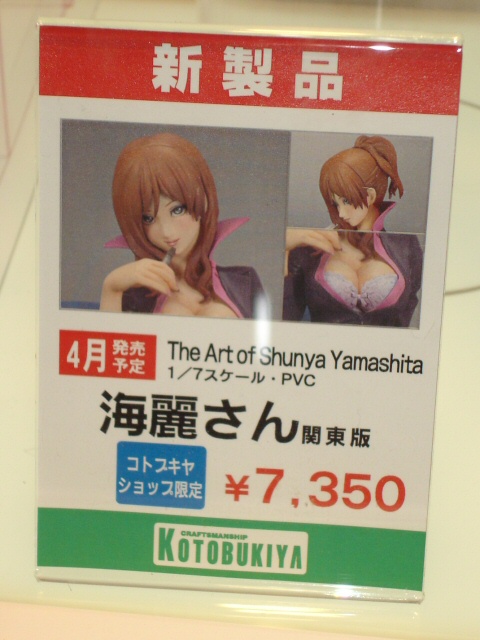 新製品
4月 発売予定
The Art of Shunya Yamashita
1/7スケール・PVC
海麗さん 関東版
コトブキヤ
ショップ限定
¥7,350
CRAFTSMANSHIP
KOTOBUKIYA